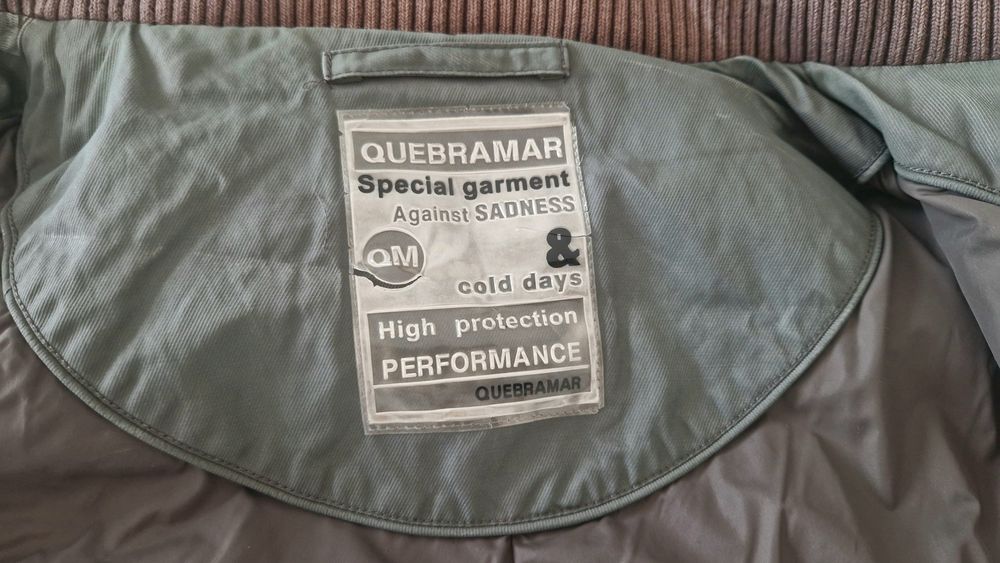 QUEBRAMAR
Special garment
Against SADNESS
QM &
cold days
High protection
PERFORMANCE
QUEBRAMAR